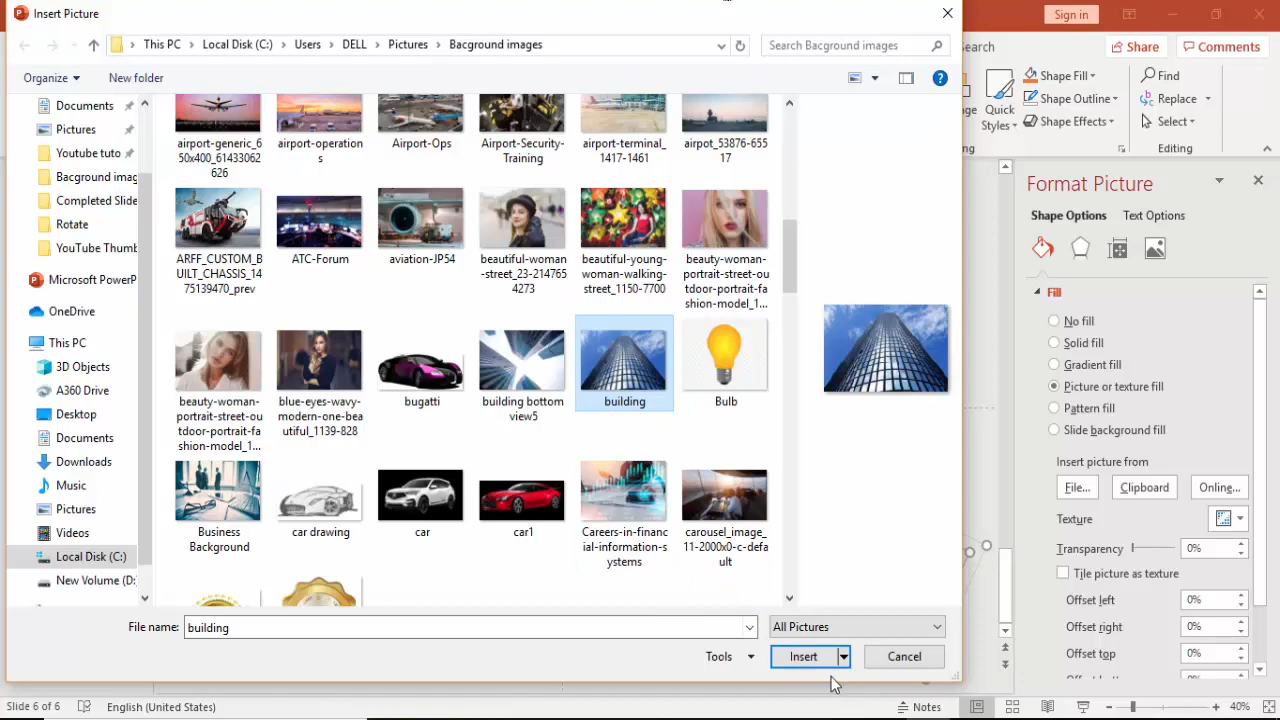 Insert Picture
Sign in
This PC
Local Disk (C:)
Users
DELL
Pictures
Bacground images
Search Bacground images
earch
Share
Comments
Organize
New folder
Shape Fill
Find
Quick
Styles
Shape Outline
Replace
Shape Effects
Select
Editing
Documents
Pictures
Youtube tuto
Bacground imag
Completed Slide
Rotate
YouTube Thumb
Microsoft PowerP
OneDrive
This PC
3D Objects
A360 Drive
Desktop
Documents
Downloads
Music
Pictures
Videos
Local Disk (C:)
New Volume (D:
airport-generic_6
50x400_61433062
626
airport-operation
s
Airport-Ops
Airport-Security-
Training
airport-terminal_
1417-1461
airpot_53876-655
17
ARFF_CUSTOM_B
UILT_CHASSIS_14
75139470_prev
ATC-Forum
aviation-JP54
beautiful-woman
-street_23-214765
4273
beautiful-young-
woman-walking-
street_1150-7700
beauty-woman-
portrait-street-ou
tdoor-portrait-fa
shion-model_1...
beauty-woman-
portrait-street-ou
tdoor-portrait-fa
shion-model_1...
blue-eyes-wavy-
modern-one-bea
utiful_1139-828
bugatti
building bottom
view5
building
Bulb
Business
Background
car drawing
car
car1
Careers-in-financ
ial-information-s
ystems
carousel_image_
11-2000x0-c-defa
ult
File name:
building
All Pictures
Tools
Insert
Cancel
Format Picture
Shape Options
Text Options
Fill
No fill
Solid fill
Gradient fill
Picture or texture fill
Pattern fill
Slide background fill
Insert picture from
File...
Clipboard
Online...
Texture
Transparency
0%
Tile picture as texture
Offset left
0%
Offset right
0%
Offset top
0%
Slide 6 of 6
English (United States)
Notes
40%